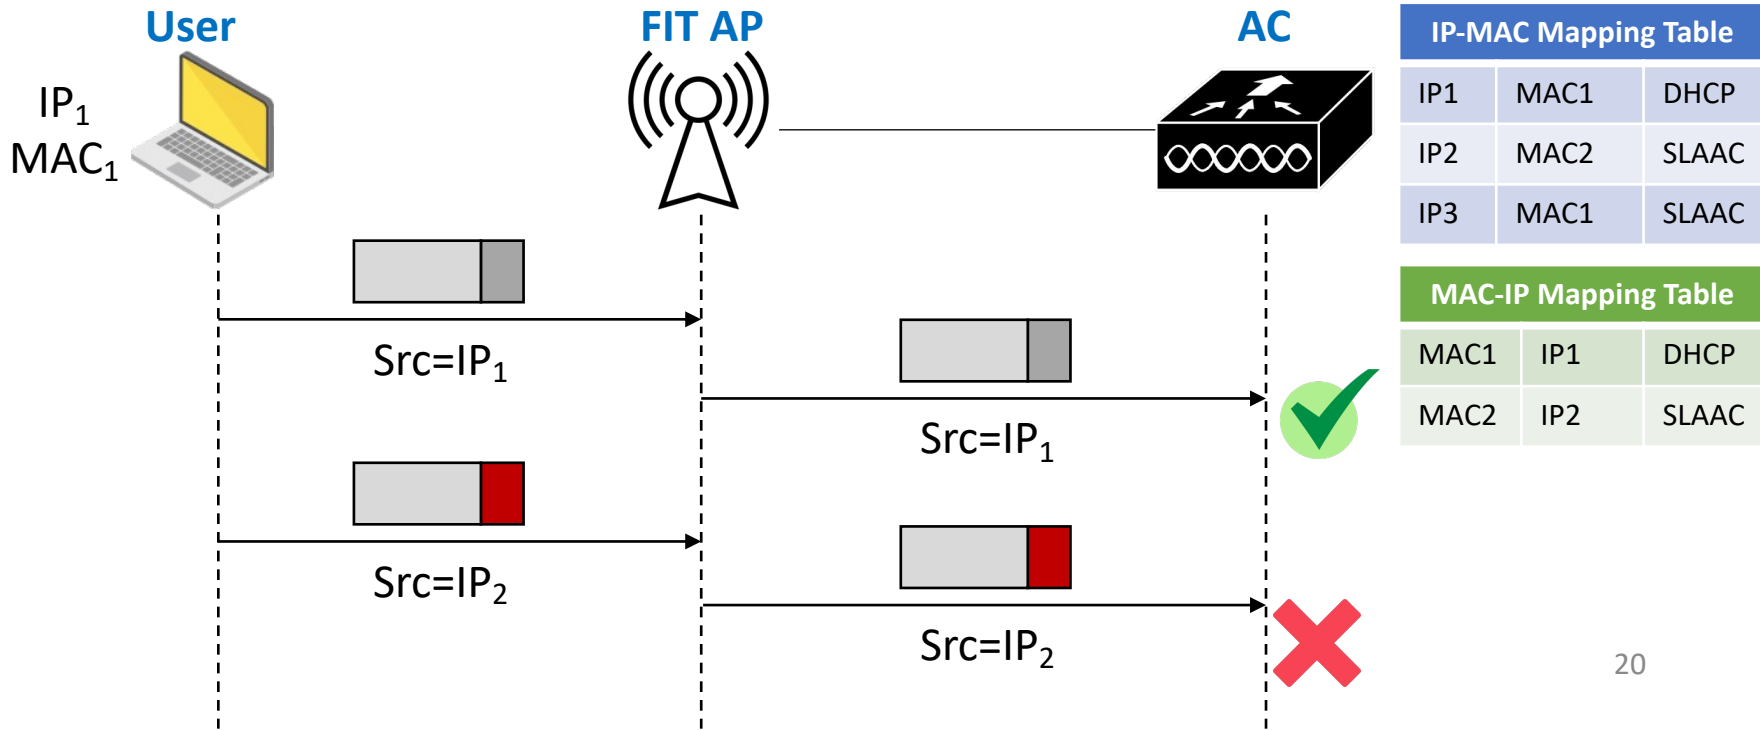 User
FIT AP
AC
IP₁
MAC₁
IP-MAC Mapping Table
IP1 MAC1 DHCP
IP2 MAC2 SLAAC
IP3 MAC1 SLAAC
MAC-IP Mapping Table
MAC1 IP1 DHCP
MAC2 IP2 SLAAC
Src=IP₁
Src=IP₁
Src=IP₂
Src=IP₂
20